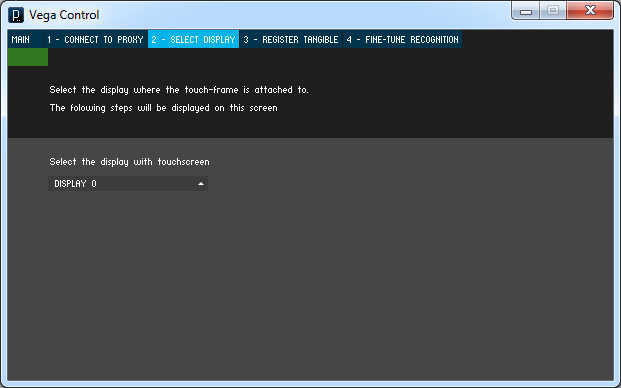 Vega Control
MAIN 1 - CONNECT TO PROXY 2 - SELECT DISPLAY 3 - REGISTER TANGIBLE 4 - FINE-TUNE RECOGNITION
Select the display where the touch-frame is attached to.
The folowing steps will be displayed on this screen
Select the display with touchscreen
DISPLAY 0